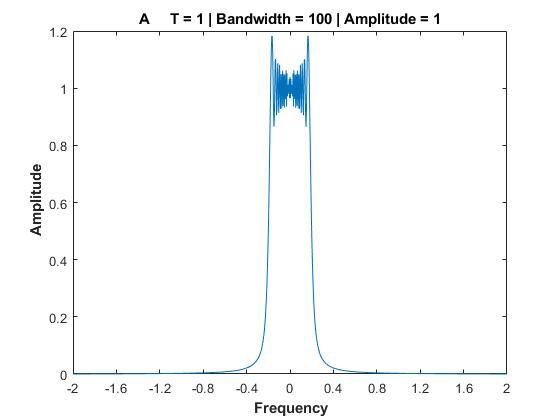 A T = 1 | Bandwidth = 100 | Amplitude = 1
1.2
1
0.8
0.6
0.4
0.2
0
Amplitude
-2 -1.6 -1.2 -0.8 -0.4 0 0.4 0.8 1.2 1.6 2
Frequency